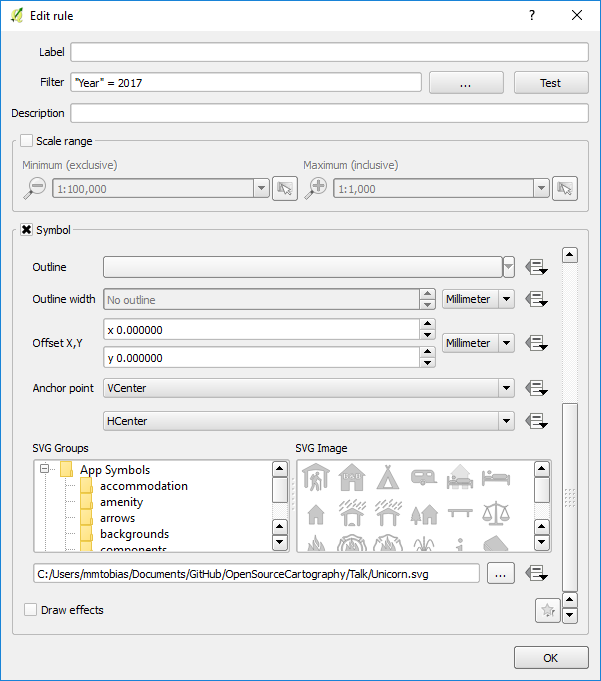 Edit rule
Label
Filter "Year" = 2017 ... Test
Description
Scale range
Minimum (exclusive) Maximum (inclusive)
1:100,000 1:1,000
Symbol
Outline
Outline width No outline Millimeter
x 0.000000
Offset X,Y Millimeter
y 0.000000
Anchor point VCenter
HCenter
SVG Groups SVG Image
App Symbols
accommodation
amenity
arrows
backgrounds
components
C:/Users/mmtobias/Documents/GitHub/OpenSourceCartography/Talk/Unicorn.svg ...
Draw effects
OK